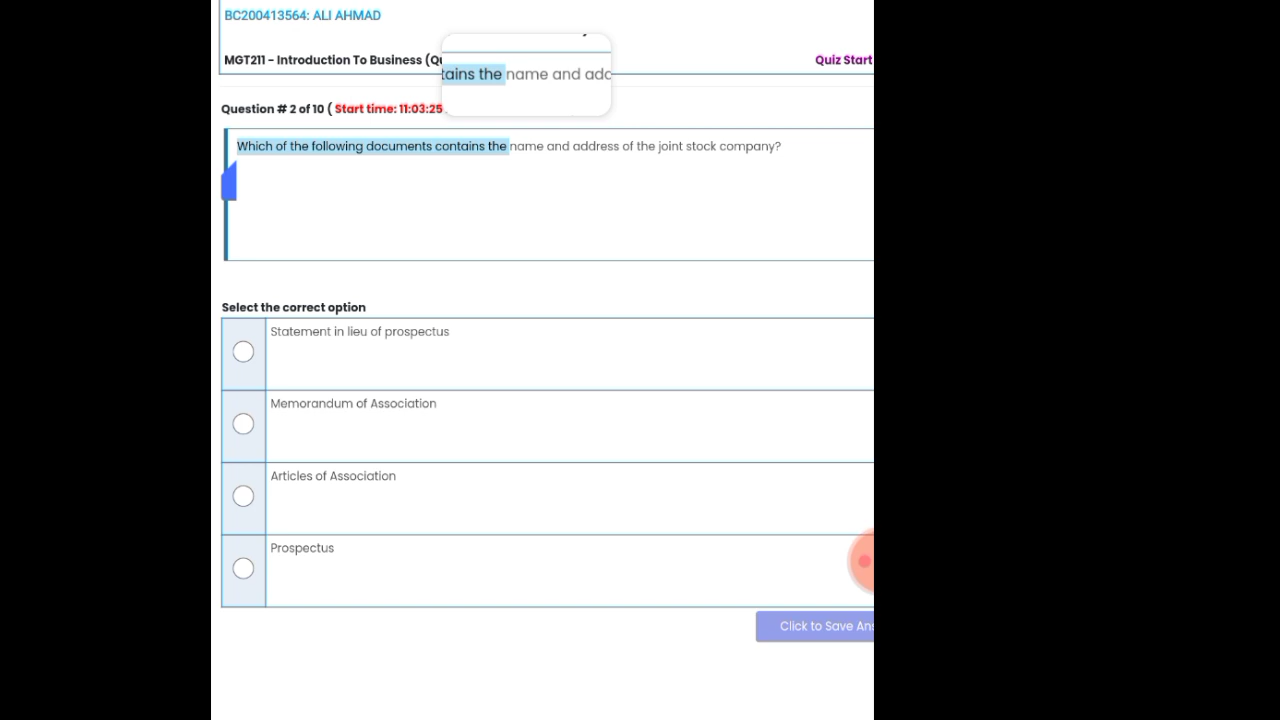 BC200413564: ALI AHMAD
MGT211 - Introduction To Business (Qu
Quiz Start
tains the name and add
Question # 2 of 10 ( Start time: 11:03:25
Which of the following documents contains the name and address of the joint stock company?
Select the correct option
Statement in lieu of prospectus
Memorandum of Association
Articles of Association
Prospectus
Click to Save Ans